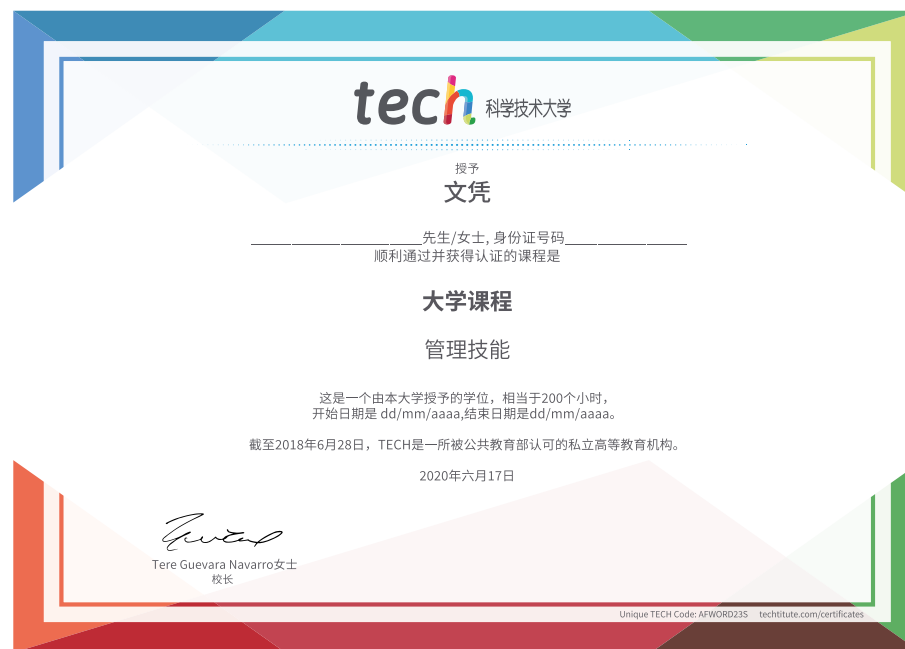 tech 科学技术大学
授予
文凭
______________________先生/女士, 身份证号码_________________
顺利通过并获得认证的课程是
大学课程
管理技能
这是一个由本大学授予的学位，相当于200个小时，
开始日期是 dd/mm/aaaa,结束日期是dd/mm/aaaa。
截至2018年6月28日，TECH是一所被公共教育部认可的私立高等教育机构。
2020年六月17日
Tere Guevara Navarro女士
校长
Unique TECH Code: AFWORD23S techtitute.com/certificates